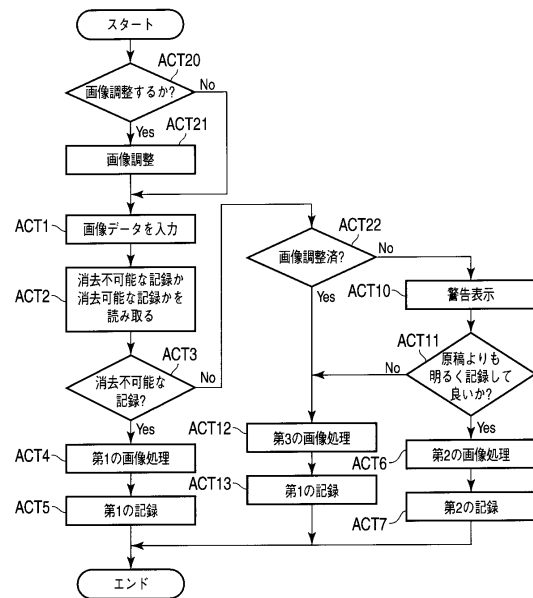 スタート
ACT20
画像調整するか?
No
Yes
ACT21
画像調整
ACT1
画像データを入力
ACT2
消去不可能な記録か
消去可能な記録かを
読み取る
ACT3
消去不可能な
記録?
No
Yes
ACT4
第1の画像処理
ACT5
第1の記録
エンド
ACT22
画像調整済?
No
Yes
ACT10
警告表示
ACT11
原稿よりも
明るく記録して
良いか?
No
Yes
ACT12
第3の画像処理
ACT13
第1の記録
ACT6
第2の画像処理
ACT7
第2の記録